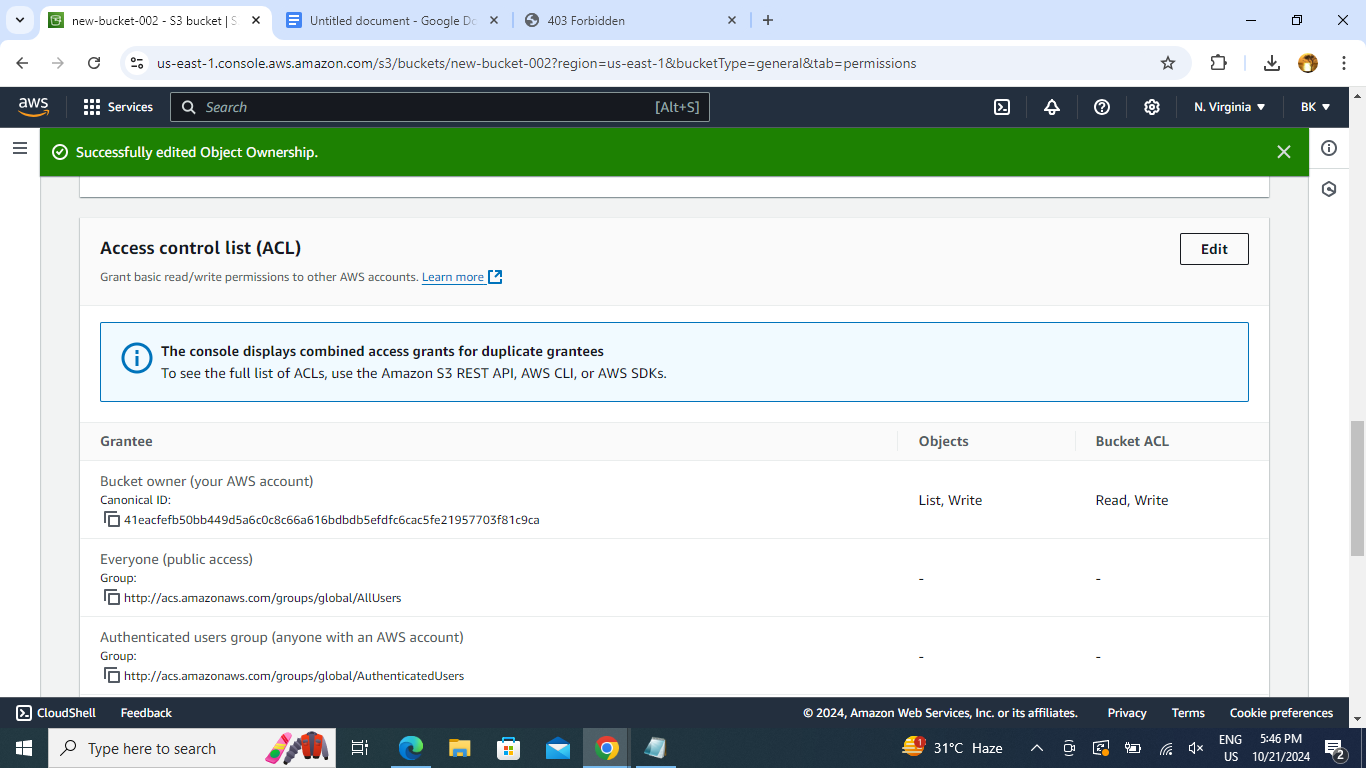 new-bucket-002 - S3 bucket | S
Untitled document - Google Do
403 Forbidden
us-east-1.console.aws.amazon.com/s3/buckets/new-bucket-002?region=us-east-1&bucketType=general&tab=permissions
aws
Services
Search
[Alt+S]
N. Virginia
BK
Successfully edited Object Ownership.
Access control list (ACL)
Edit
Grant basic read/write permissions to other AWS accounts. Learn more
The console displays combined access grants for duplicate grantees
To see the full list of ACLs, use the Amazon S3 REST API, AWS CLI, or AWS SDKs.
Grantee
Objects
Bucket ACL
Bucket owner (your AWS account)
Canonical ID:
41eacfefb50bb449d5a6c0c8c66a616bdbdb5efdfc6cac5fe21957703f81c9ca
List, Write
Read, Write
Everyone (public access)
Group:
http://acs.amazonaws.com/groups/global/AllUsers
-
-
Authenticated users group (anyone with an AWS account)
Group:
http://acs.amazonaws.com/groups/global/AuthenticatedUsers
-
-
CloudShell
Feedback
© 2024, Amazon Web Services, Inc. or its affiliates.
Privacy
Terms
Cookie preferences
Type here to search
1
31°C Haze
ENG
US
5:46 PM
10/21/2024
2